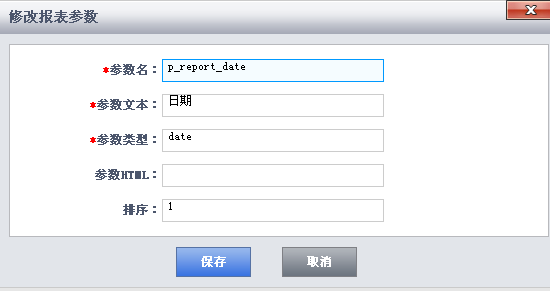 修改报表参数
*参数名： p_report_date
*参数文本： 日期
*参数类型： date
参数HTML：
排序： 1
保存 取消